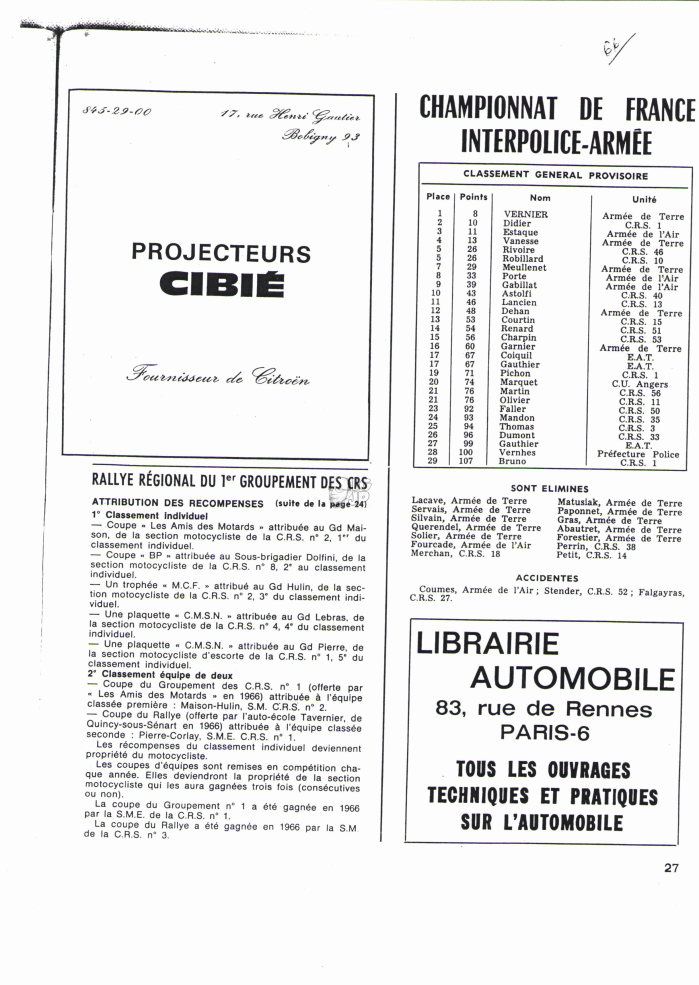 66
845-29-00
17, rue Henri Gautier
Bobigny 93
PROJECTEURS
CIBIÉ
Fournisseur de Citroën
RALLYE RÉGIONAL DU 1er GROUPEMENT DES CRS
ATTRIBUTION DES RECOMPENSES (suite de la page 24)
1° Classement individuel
— Coupe « Les Amis des Motards » attribuée au Gd Mai-
son, de la section motocycliste de la C.R.S. n° 2, 1er du
classement individuel.
— Coupe « BP » attribuée au Sous-brigadier Dolfini, de la
section motocycliste de la C.R.S. n° 8, 2° au classement
individuel.
— Un trophée « M.C.F. » attribué au Gd Hulin, de la sec-
tion motocycliste de la C.R.S. n° 2, 3° du classement indi-
viduel.
— Une plaquette « C.M.S.N. » attribuée au Gd Lebras, de
la section motocycliste de la C.R.S. n° 4, 4° du classement
individuel.
— Une plaquette « C.M.S.N. » attribuée au Gd Pierre, de
la section motocycliste d'escorte de la C.R.S. n° 1, 5° du
classement individuel.
2° Classement équipe de deux
— Coupe du Groupement des C.R.S. n° 1 (offerte par
« Les Amis des Motards » en 1966) attribuée à l'équipe
classée première : Maison-Hulin, S.M. C.R.S. n° 2.
— Coupe du Rallye (offerte par l'auto-école Tavernier, de
Quincy-sous-Sénart en 1966) attribuée à l'équipe classée
seconde : Pierre-Corlay, S.M.E. C.R.S. n° 1.
Les récompenses du classement individuel deviennent
propriété du motocycliste.
Les coupes d'équipes sont remises en compétition cha-
que année. Elles deviendront la propriété de la section
motocycliste qui les aura gagnées trois fois (consécutives
ou non).
La coupe du Groupement n° 1 a été gagnée en 1966
par la S.M.E. de la C.R.S. n° 1.
La coupe du Rallye a été gagnée en 1966 par la S.M
de la C.R.S. n° 3.
CHAMPIONNAT DE FRANCE
INTERPOLICE-ARMÉE
CLASSEMENT GENERAL PROVISOIRE
Place Points Nom Unité
1 8 VERNIER Armée de Terre
2 10 Didier C.R.S. 1
3 11 Estaque Armée de l'Air
4 13 Vanesse Armée de Terre
5 26 Rivoire C.R.S. 46
5 26 Robillard C.R.S. 10
7 29 Meullenet Armée de Terre
8 33 Porte Armée de l'Air
9 39 Gabillat Armée de l'Air
10 43 Astolfi C.R.S. 40
11 46 Lancien C.R.S. 13
12 48 Dehan Armée de Terre
13 53 Courtin C.R.S. 15
14 54 Renard C.R.S. 51
15 56 Charpin C.R.S. 53
16 60 Garnier Armée de Terre
17 67 Coiquil E.A.T.
17 67 Gauthier E.A.T.
19 71 Pichon C.R.S. 1
20 74 Marquet C.U. Angers
21 76 Martin C.R.S. 56
21 76 Olivier C.R.S. 11
23 92 Faller C.R.S. 50
24 93 Mandon C.R.S. 35
25 94 Thomas C.R.S. 3
26 96 Dumont C.R.S. 33
27 99 Gauthier E.A.T.
28 100 Vernhes Préfecture Police
29 107 Bruno C.R.S. 1
SONT ELIMINES
Lacave, Armée de Terre
Servais, Armée de Terre
Silvain, Armée de Terre
Querendel, Armée de Terre
Solier, Armée de Terre
Fourcade, Armée de l'Air
Merchan, C.R.S. 18
Matusiak, Armée de Terre
Paponnet, Armée de Terre
Gras, Armée de Terre
Abautret, Armée de Terre
Forestier, Armée de Terre
Perrin, C.R.S. 38
Petit, C.R.S. 14
ACCIDENTES
Coumes, Armée de l'Air ; Stender, C.R.S. 52 ; Falgayras,
C.R.S. 27.
LIBRAIRIE
AUTOMOBILE
83, rue de Rennes
PARIS-6
TOUS LES OUVRAGES
TECHNIQUES ET PRATIQUES
SUR L'AUTOMOBILE
27